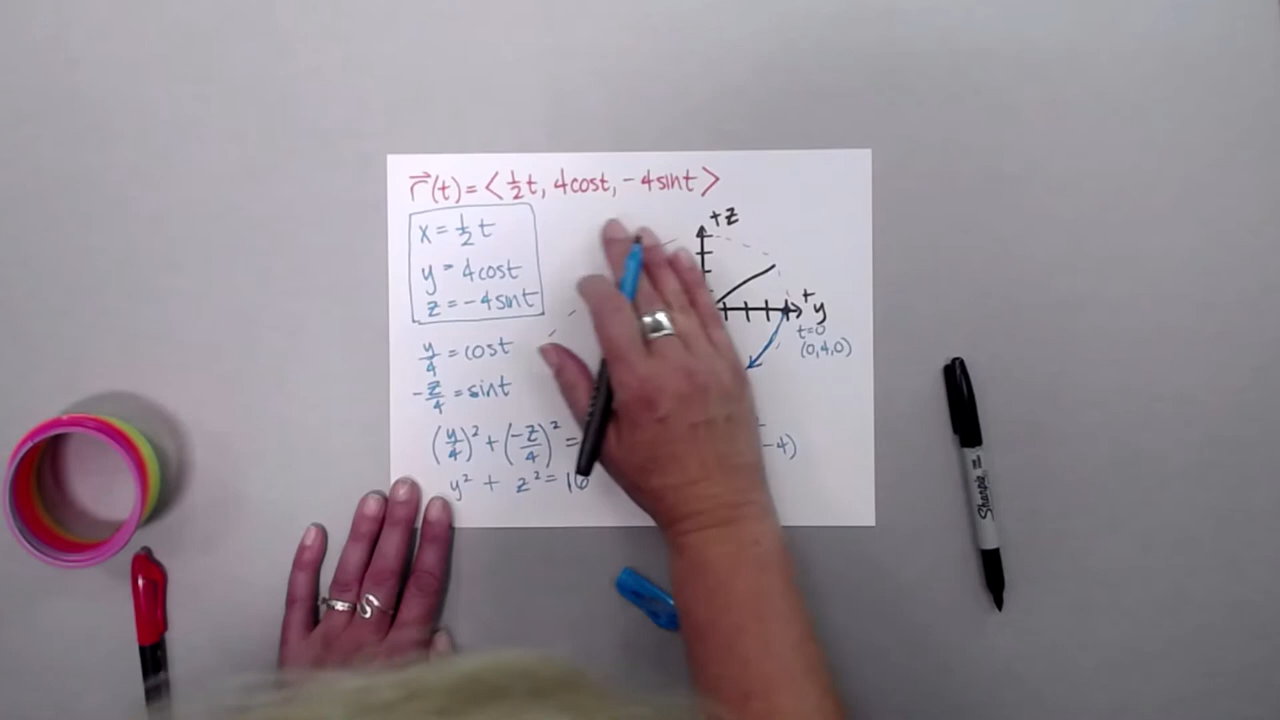 r⃗(t) = < ½t, 4cost, -4sint >
x = ½ t
y = 4cost
z = -4sint
y/4 = cost
-z/4 = sint
(y/4)² + (-z/4)² =
y² + z² = 16
+z
+y
t=0
(0,4,0)
-4)
Sharpie